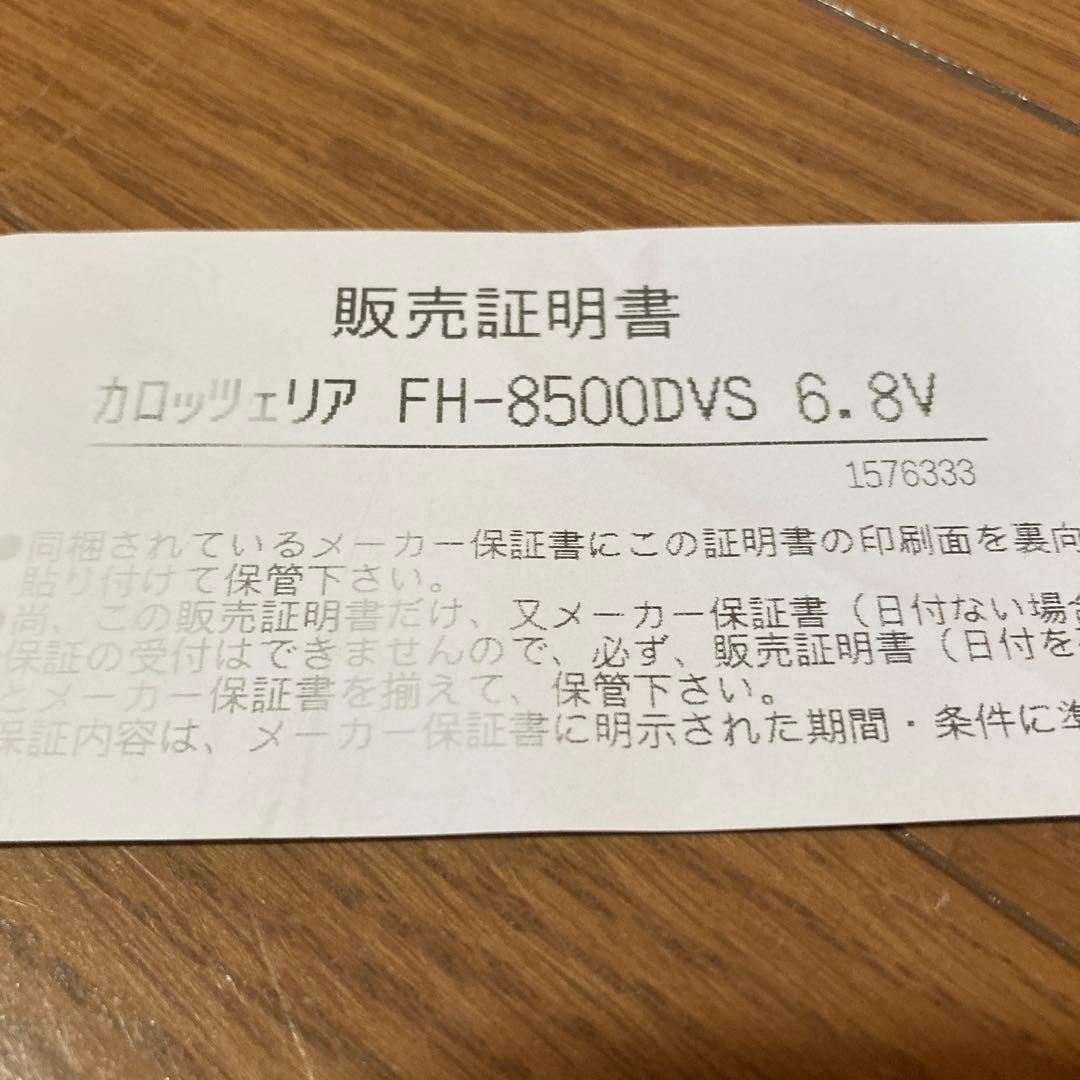 販売証明書
カロッツェリア FH-8500DVS 6.8V
1576333
●同梱されているメーカー保証書にこの証明書の印刷面を裏向
貼り付けて保管下さい。
●尚、この販売証明書だけ、又メーカー保証書（日付ない場合
保証の受付はできませんので、必ず、販売証明書（日付を
とメーカー保証書を揃えて、保管下さい。
保証内容は、メーカー保証書に明示された期間・条件に準